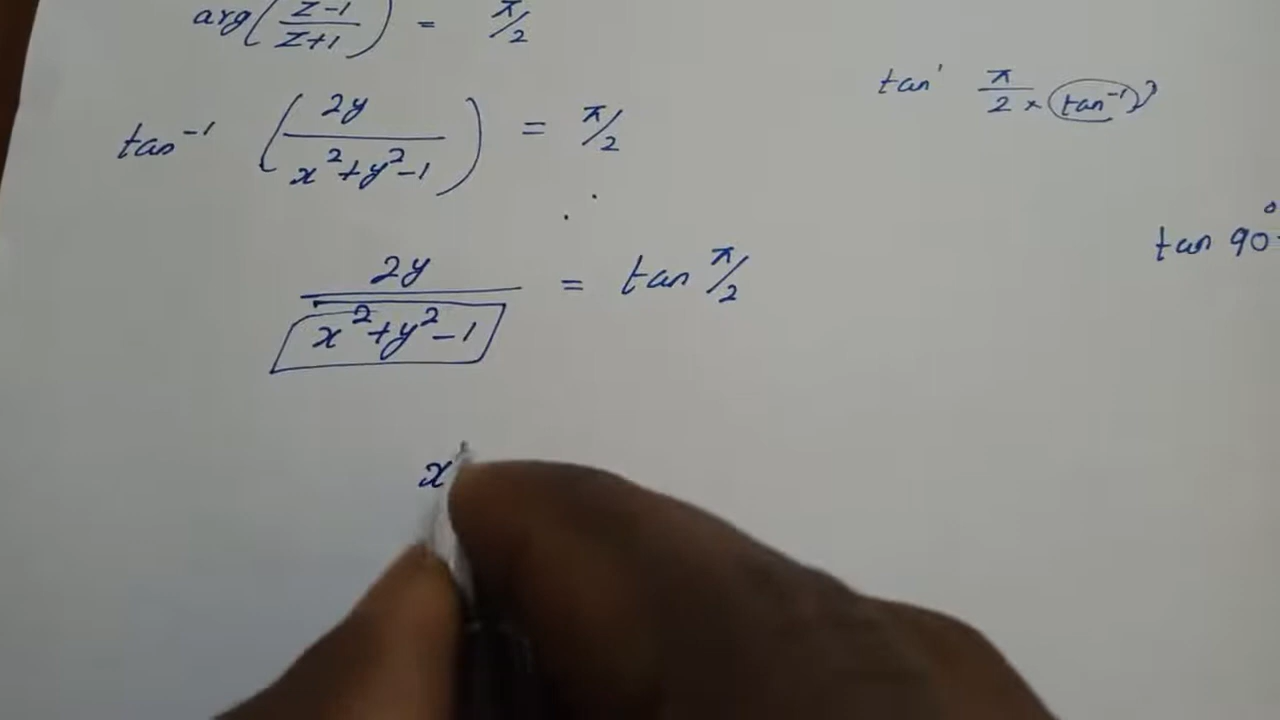 arg(z-1/z+1) = π/2
tan' π/2 × tan⁻¹)
tan⁻¹ (2y/x²+y²-1) = π/2
tan 90°
2y/x²+y²-1 = tan π/2
x